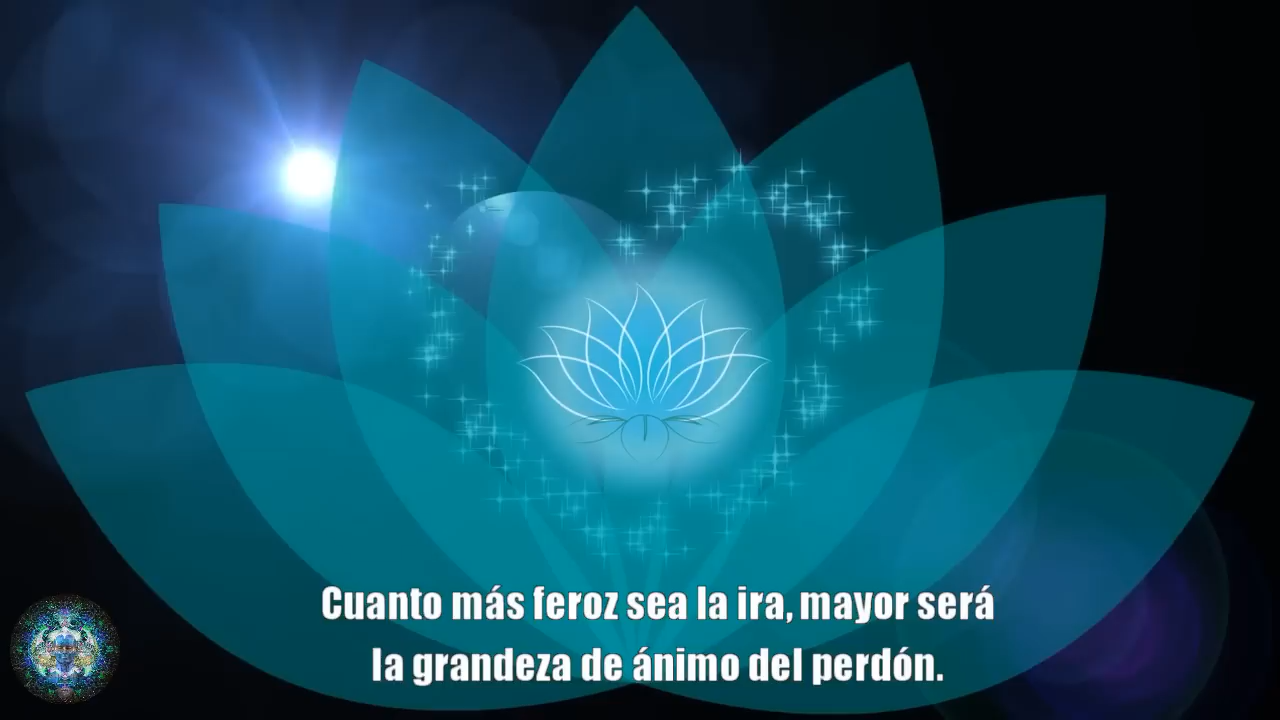 Cuanto más feroz sea la ira, mayor será
la grandeza de ánimo del perdón.